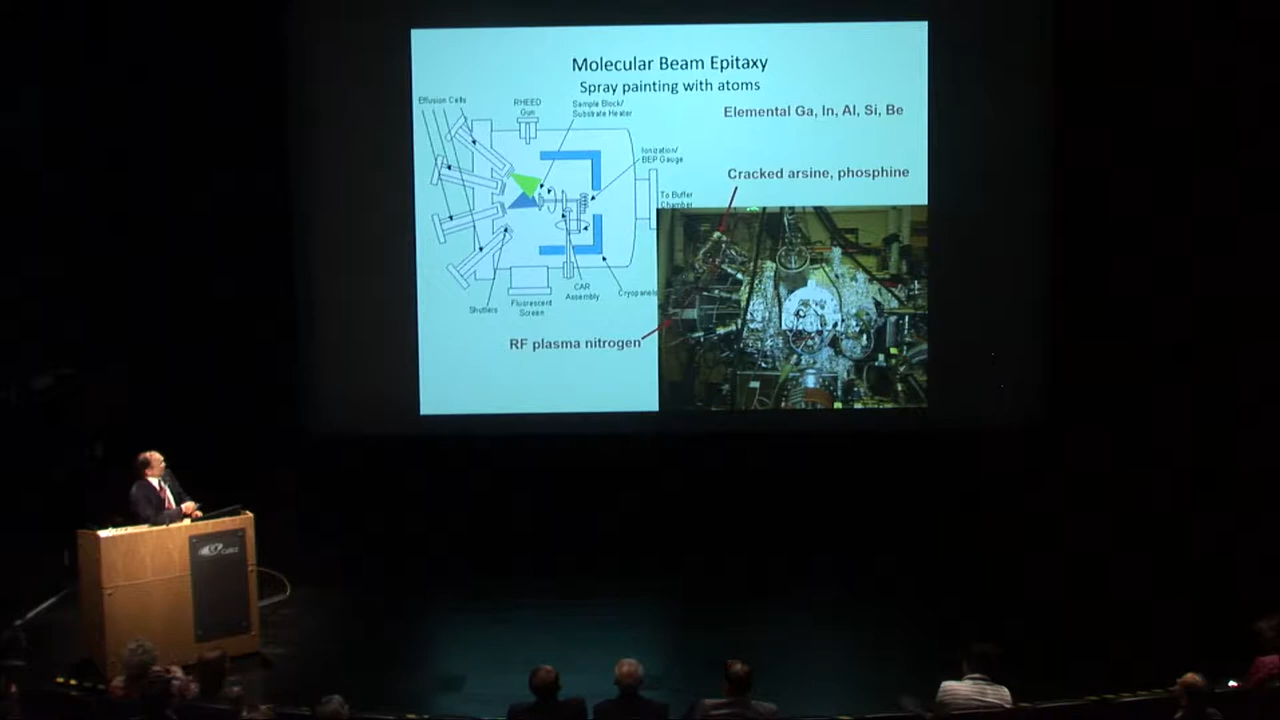 Molecular Beam Epitaxy
Spray painting with atoms
Effusion Cells
RHEED
Gun
Sample Block/
Substrate Heater
Elemental Ga, In, Al, Si, Be
Ionization/
BEP Gauge
Cracked arsine, phosphine
To Buffer
Chamber
CAR
Assembly
Cryopanels
Shutters
Fluorescent
Screen
RF plasma nitrogen